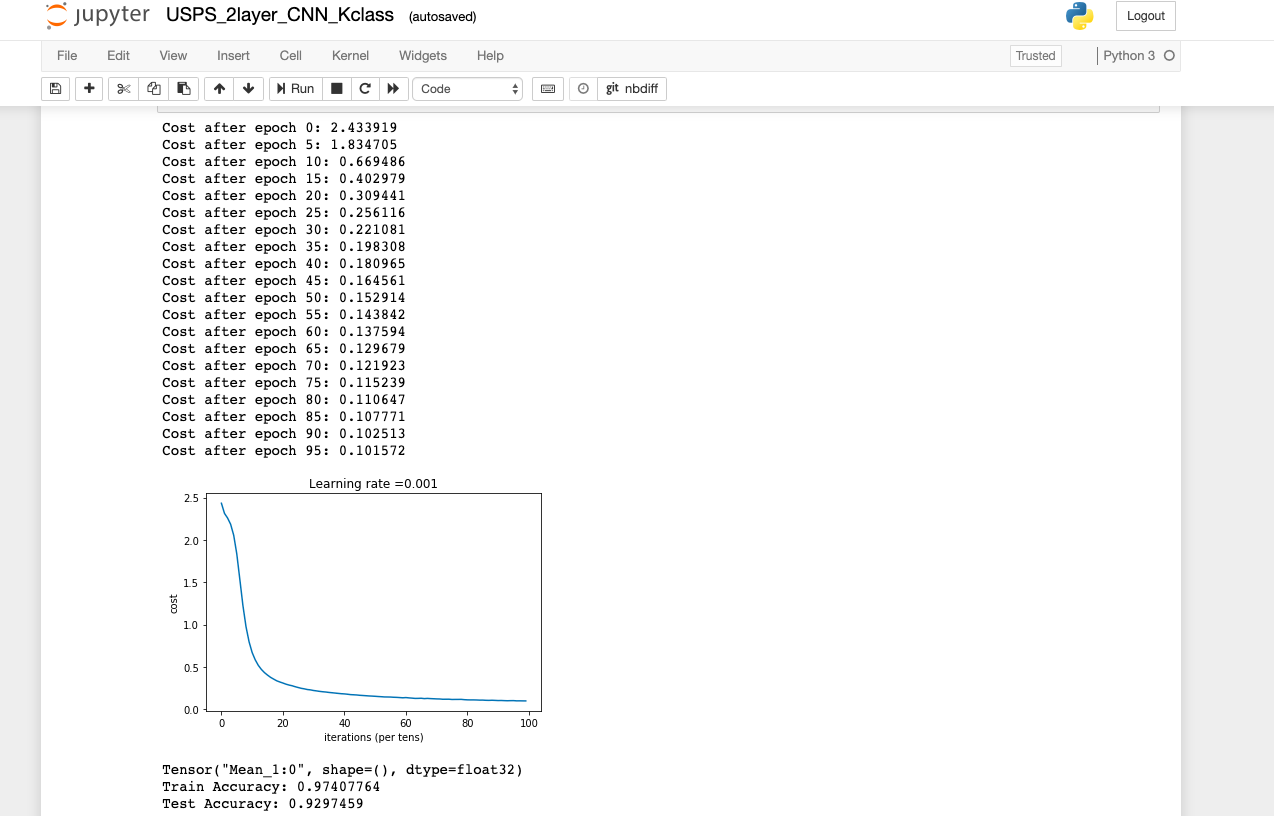 jupyter USPS_2layer_CNN_Kclass (autosaved) Logout
File Edit View Insert Cell Kernel Widgets Help Trusted Python 3
Run Code git nbdiff
Cost after epoch 0: 2.433919
Cost after epoch 5: 1.834705
Cost after epoch 10: 0.669486
Cost after epoch 15: 0.402979
Cost after epoch 20: 0.309441
Cost after epoch 25: 0.256116
Cost after epoch 30: 0.221081
Cost after epoch 35: 0.198308
Cost after epoch 40: 0.180965
Cost after epoch 45: 0.164561
Cost after epoch 50: 0.152914
Cost after epoch 55: 0.143842
Cost after epoch 60: 0.137594
Cost after epoch 65: 0.129679
Cost after epoch 70: 0.121923
Cost after epoch 75: 0.115239
Cost after epoch 80: 0.110647
Cost after epoch 85: 0.107771
Cost after epoch 90: 0.102513
Cost after epoch 95: 0.101572
Learning rate =0.001
2.5
2.0
1.5
cost
1.0
0.5
0.0
0 20 40 60 80 100
iterations (per tens)
Tensor("Mean_1:0", shape=(), dtype=float32)
Train Accuracy: 0.97407764
Test Accuracy: 0.9297459